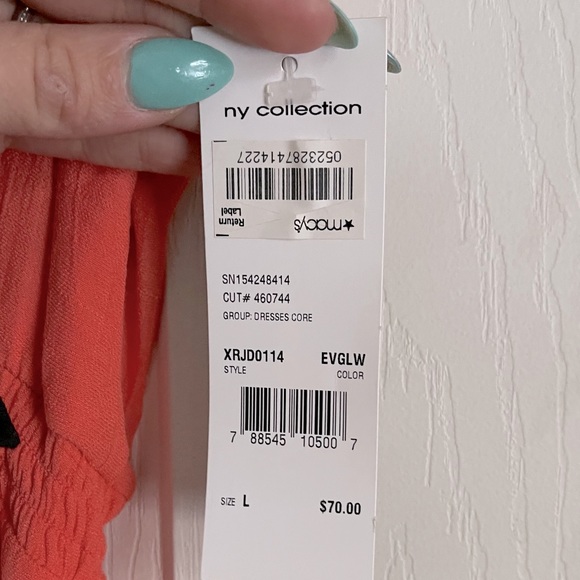 ny collection
0523287414227
★macy's
Return
Label
SN154248414
CUT# 460744
GROUP: DRESSES CORE
XRJD0114 EVGLW
STYLE COLOR
7 88545 10500 7
SIZE L $70.00